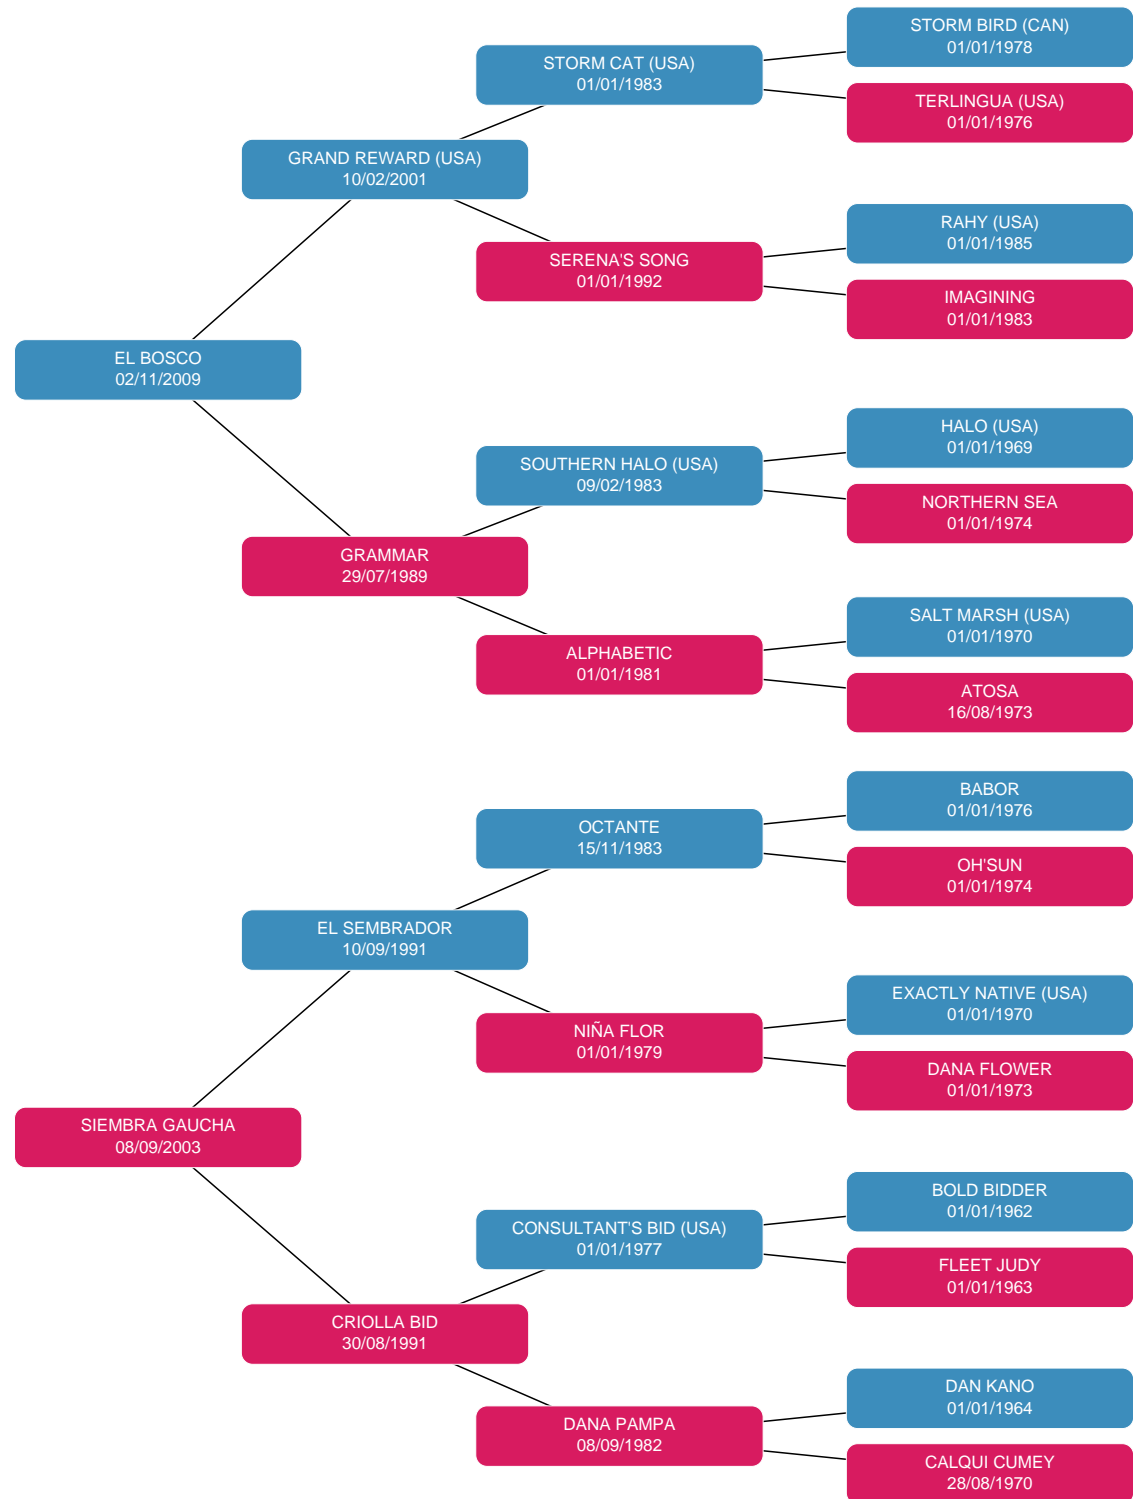 STORM BIRD (CAN)
01/01/1978
STORM CAT (USA)
01/01/1983
TERLINGUA (USA)
01/01/1976
GRAND REWARD (USA)
10/02/2001
RAHY (USA)
01/01/1985
SERENA'S SONG
01/01/1992
IMAGINING
01/01/1983
EL BOSCO
02/11/2009
HALO (USA)
01/01/1969
SOUTHERN HALO (USA)
09/02/1983
NORTHERN SEA
01/01/1974
GRAMMAR
29/07/1989
SALT MARSH (USA)
01/01/1970
ALPHABETIC
01/01/1981
ATOSA
16/08/1973
BABOR
01/01/1976
OCTANTE
15/11/1983
OH'SUN
01/01/1974
EL SEMBRADOR
10/09/1991
EXACTLY NATIVE (USA)
01/01/1970
NIÑA FLOR
01/01/1979
DANA FLOWER
01/01/1973
SIEMBRA GAUCHA
08/09/2003
BOLD BIDDER
01/01/1962
CONSULTANT'S BID (USA)
01/01/1977
FLEET JUDY
01/01/1963
CRIOLLA BID
30/08/1991
DAN KANO
01/01/1964
DANA PAMPA
08/09/1982
CALQUI CUMEY
28/08/1970